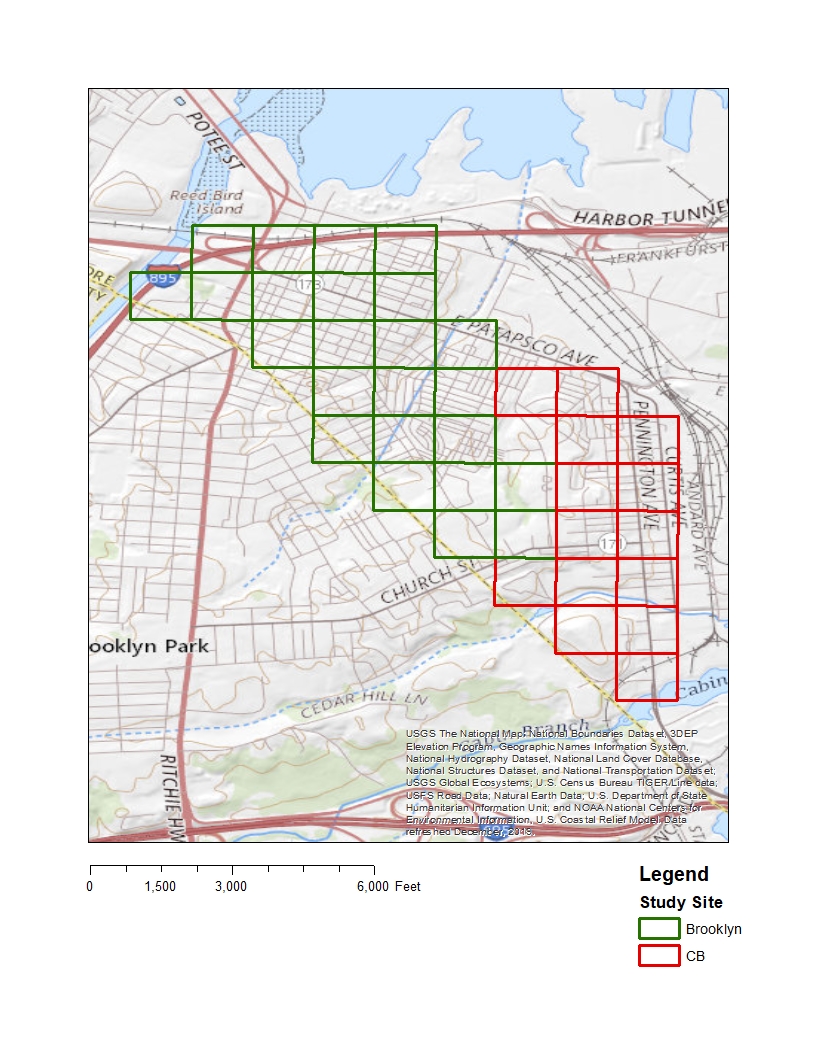 POTEE ST
Reed Bird
Island
HARBOR TUNNE
FRANKFURST
895
ORE
TY
173
E PATAPSCO AVE
E
PENNINGTON AVE
CURTIS AVE
ANDARD AVE
171
CHURCH ST
ooklyn Park
CEDAR HILL LN
Cabin
Branch
RITCHIE HW
USGS The National Map: National Boundaries Dataset, 3DEP
Elevation Program, Geographic Names Information System,
National Hydrography Dataset, National Land Cover Database,
National Structures Dataset, and National Transportation Dataset;
USGS Global Ecosystems; U.S. Census Bureau TIGER/Line data;
USFS Road Data; Natural Earth Data; U.S. Department of State
Humanitarian Information Unit; and NOAA National Centers for
Environmental Information, U.S. Coastal Relief Model. Data
refreshed December, 2019.
0 1,500 3,000 6,000 Feet
Legend
Study Site
Brooklyn
CB